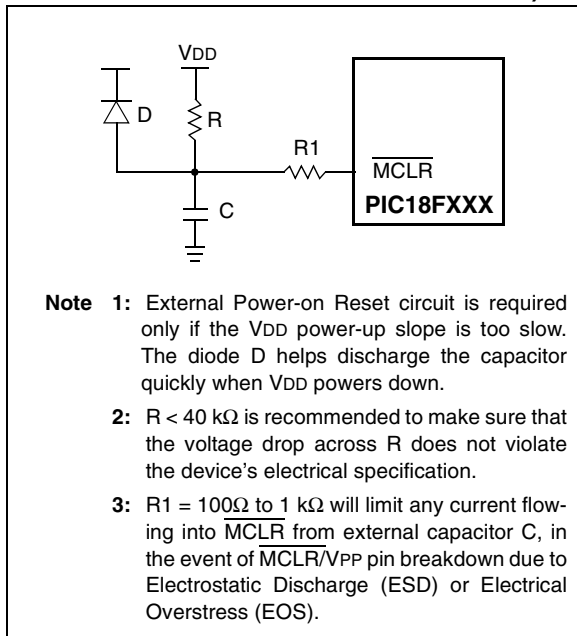 VDD
D
R
R1
MCLR
PIC18FXXX
C
Note 1: External Power-on Reset circuit is required
only if the VDD power-up slope is too slow.
The diode D helps discharge the capacitor
quickly when VDD powers down.
2: R < 40 kΩ is recommended to make sure that
the voltage drop across R does not violate
the device's electrical specification.
3: R1 = 100Ω to 1 kΩ will limit any current flow-
ing into MCLR from external capacitor C, in
the event of MCLR/VPP pin breakdown due to
Electrostatic Discharge (ESD) or Electrical
Overstress (EOS).